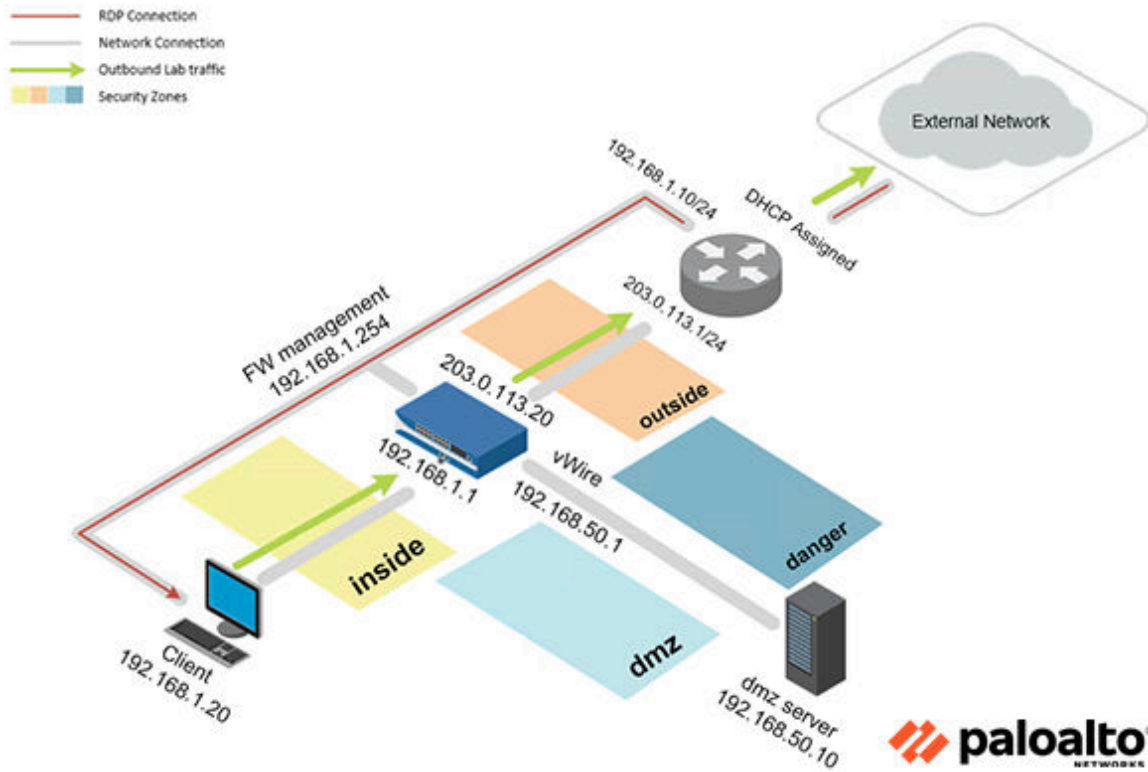 RDP Connection
Network Connection
Outbound Lab traffic
Security Zones
External Network
192.168.1.10/24
DHCP Assigned
203.0.113.1/24
FW management
192.168.1.254
203.0.113.20
outside
192.168.1.1
vWire
192.168.50.1
danger
inside
dmz
Client
192.168.1.20
dmz server
192.168.50.10
paloalto
NETWORKS